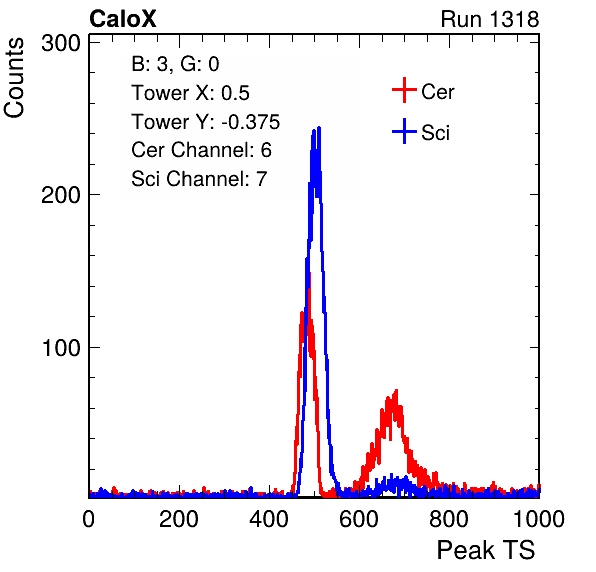 CaloX Run 1318
Counts
300
200
100
B: 3, G: 0
Tower X: 0.5
Tower Y: -0.375
Cer Channel: 6
Sci Channel: 7
Cer
Sci
0 200 400 600 800 1000
Peak TS